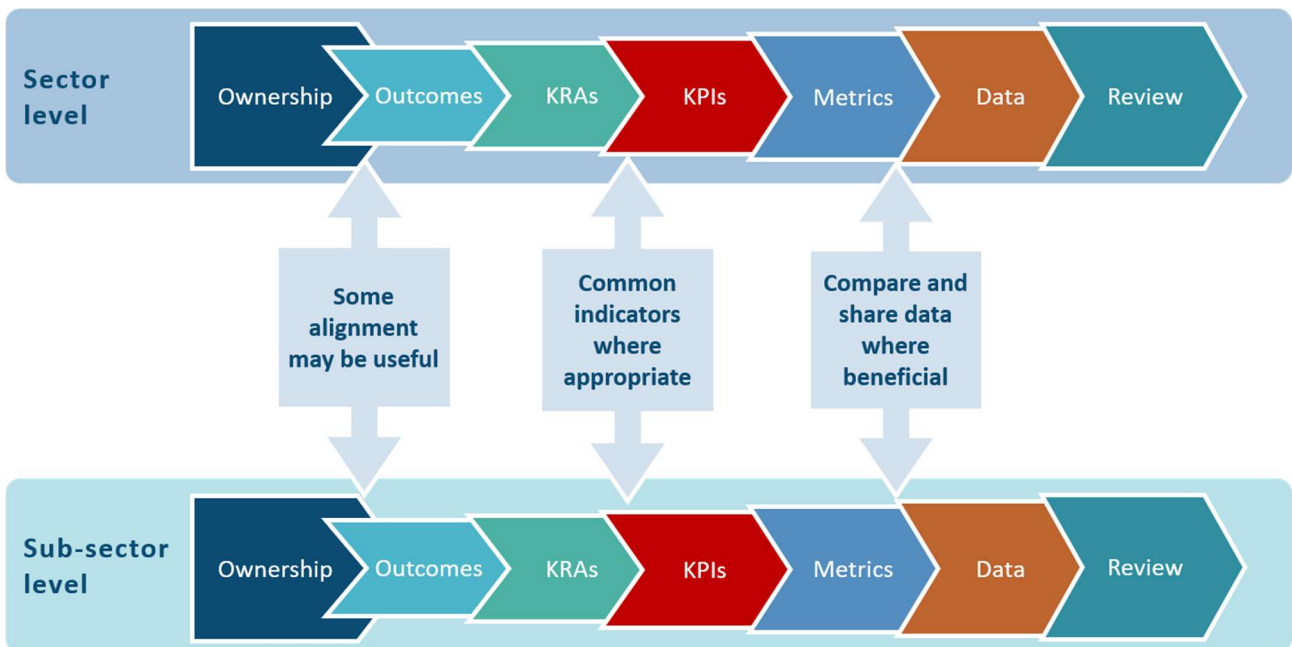 Sector
level
Ownership
Outcomes
KRAs
KPIs
Metrics
Data
Review
Some
alignment
may be useful
Common
indicators
where
appropriate
Compare and
share data
where
beneficial
Sub-sector
level
Ownership
Outcomes
KRAs
KPIs
Metrics
Data
Review